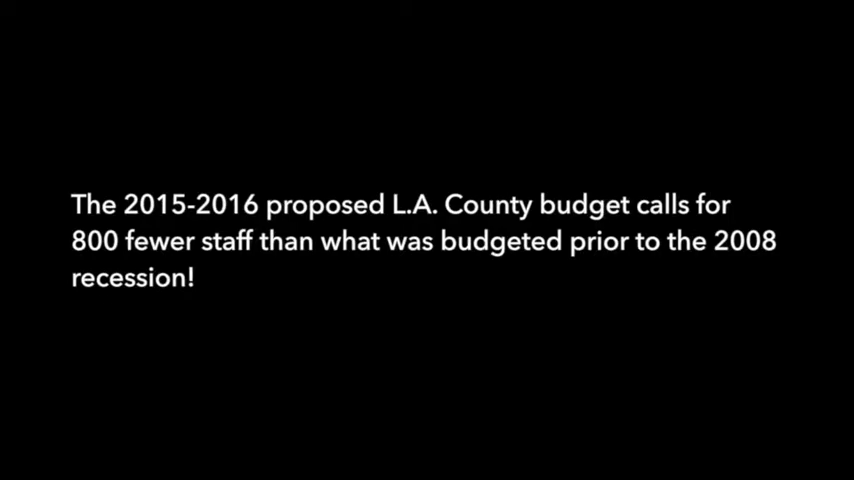 The 2015-2016 proposed L.A. County budget calls for
800 fewer staff than what was budgeted prior to the 2008
recession!